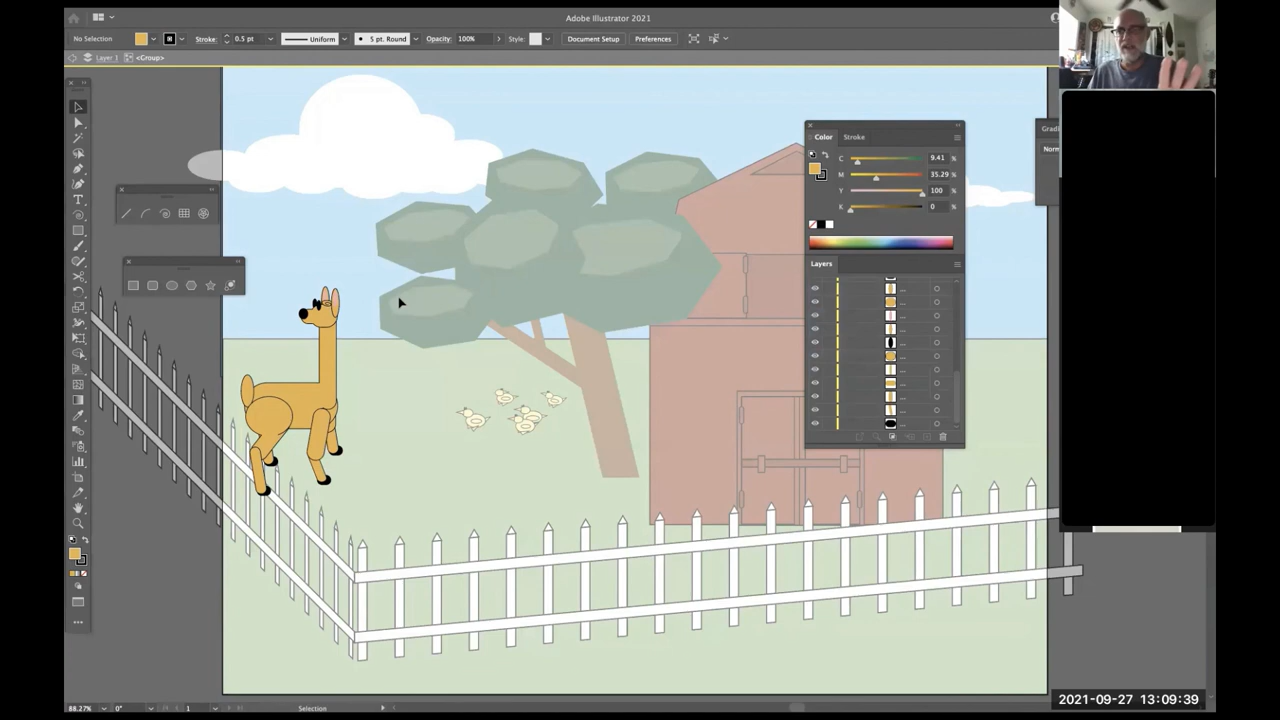 Adobe Illustrator 2021
No Selection Stroke: 0.5 pt Uniform 5 pt. Round Opacity: 100% Style: Document Setup Preferences
Layer 1 <Group>
Color Stroke
C 9.41 %
M 35.29 %
Y 100 %
K 0 %
Layers
Gradi
Norm
88.27% 0° 1 Selection
2021-09-27 13:09:39